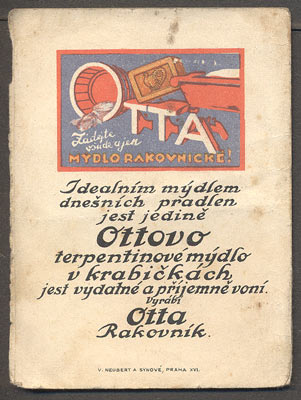 OTTA
Žádejte
všude jen
MÝDLO RAKOVNICKÉ!
Idealním mýdlem
dnešních pradlen
jest jedině
Ottovo
terpentinové mýdlo
v krabičkách,
jest vydatné a příjemně voní.
Vyrábí
Otta
Rakovník.
V. NEUBERT A SYNOVÉ, PRAHA XVI.